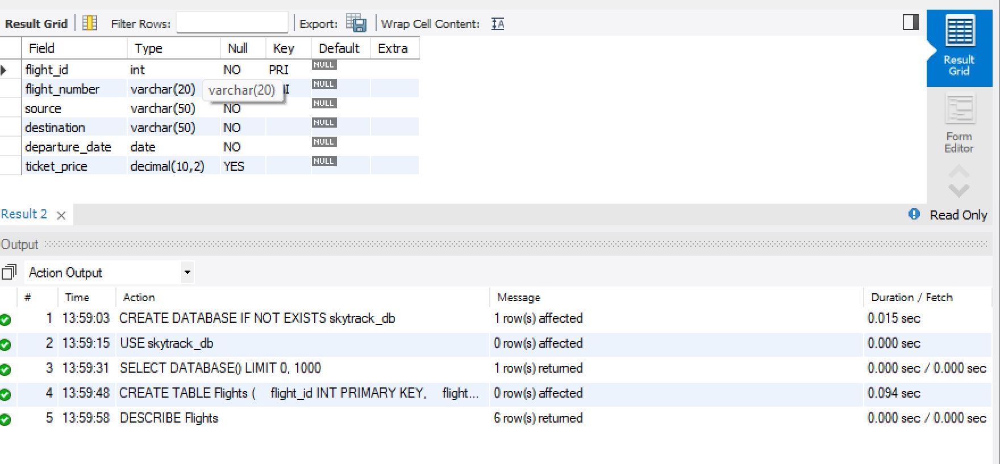 Result Grid Filter Rows: Export: Wrap Cell Content:
Field Type Null Key Default Extra
flight_id int NO PRI NULL
flight_number varchar(20) varchar(20) NULL
source varchar(50) NO NULL
destination varchar(50) NO NULL
departure_date date NO NULL
ticket_price decimal(10,2) YES NULL
Result Grid
Form Editor
Result 2 Read Only
Output
Action Output
# Time Action Message Duration / Fetch
1 13:59:03 CREATE DATABASE IF NOT EXISTS skytrack_db 1 row(s) affected 0.015 sec
2 13:59:15 USE skytrack_db 0 row(s) affected 0.000 sec
3 13:59:31 SELECT DATABASE() LIMIT 0, 1000 1 row(s) returned 0.000 sec / 0.000 sec
4 13:59:48 CREATE TABLE Flights ( flight_id INT PRIMARY KEY, flight... 0 row(s) affected 0.094 sec
5 13:59:58 DESCRIBE Flights 6 row(s) returned 0.000 sec / 0.000 sec